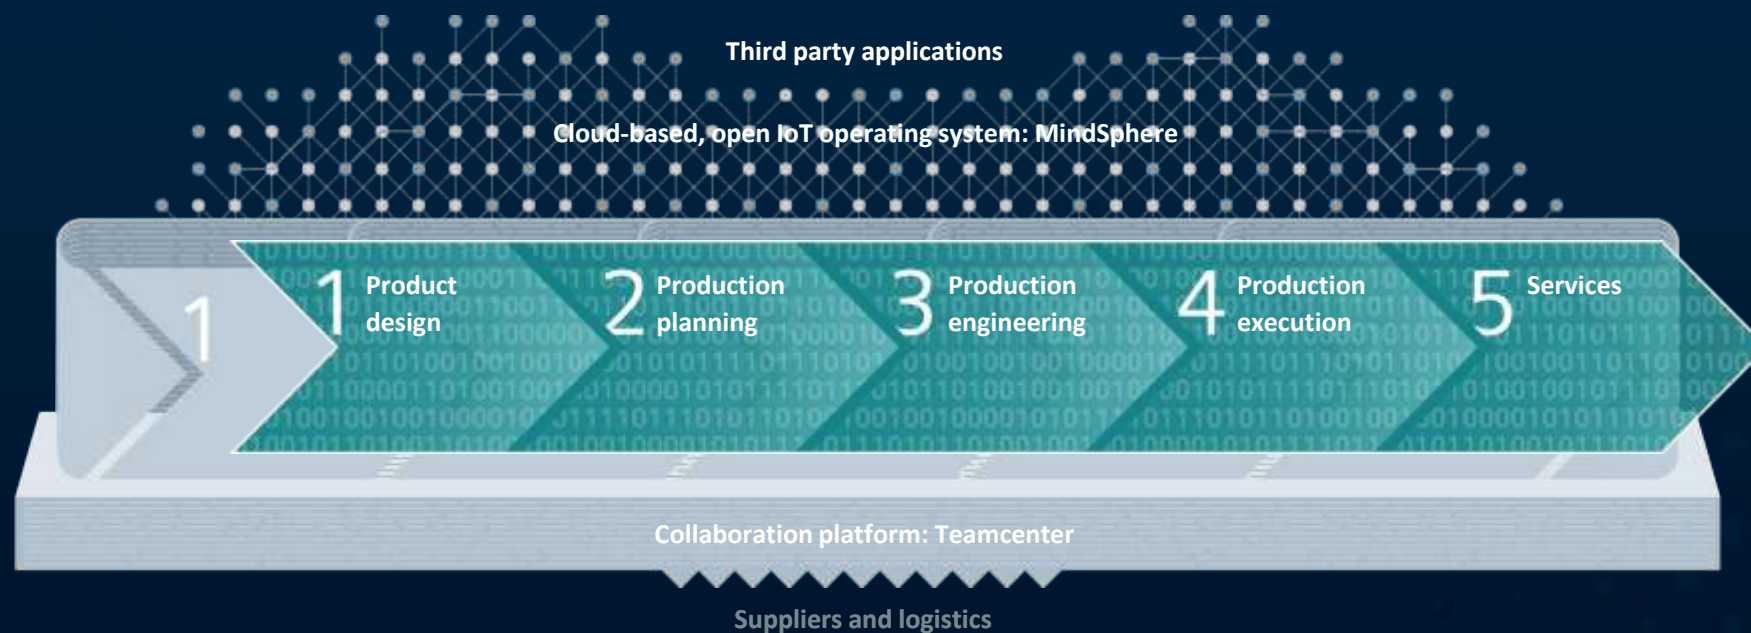 Third party applications
Cloud-based, open IoT operating system: MindSphere
1
1 Product
design
2 Production
planning
3 Production
engineering
4 Production
execution
5 Services
Collaboration platform: Teamcenter
Suppliers and logistics